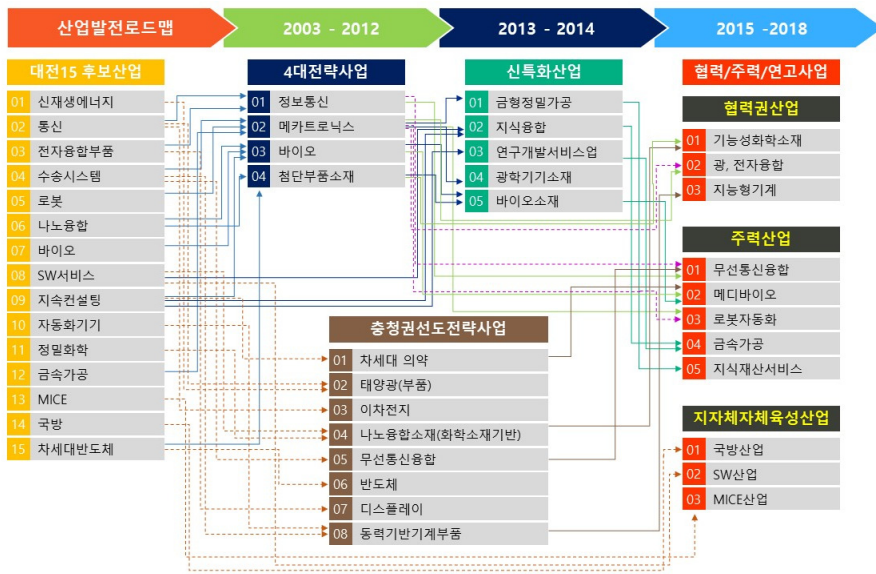 산업발전로드맵
2003 - 2012
2013 - 2014
2015 -2018
대전15 후보산업
01 신재생에너지
02 통신
03 전자융합부품
04 수송시스템
05 로봇
06 나노융합
07 바이오
08 SW서비스
09 지속컨설팅
10 자동화기기
11 정밀화학
12 금속가공
13 MICE
14 국방
15 차세대반도체
4대전략사업
01 정보통신
02 메카트로닉스
03 바이오
04 첨단부품소재
신특화산업
01 금형정밀가공
02 지식융합
03 연구개발서비스업
04 광학기기소재
05 바이오소재
충청권선도전략사업
01 차세대 의약
02 태양광(부품)
03 이차전지
04 나노융합소재(화학소재기반)
05 무선통신융합
06 반도체
07 디스플레이
08 동력기반기계부품
협력/주력/연고사업
협력권산업
01 기능성화학소재
02 광, 전자융합
03 지능형기계
주력산업
01 무선통신융합
02 메디바이오
03 로봇자동화
04 금속가공
05 지식재산서비스
지자체자체육성산업
01 국방산업
02 SW산업
03 MICE산업